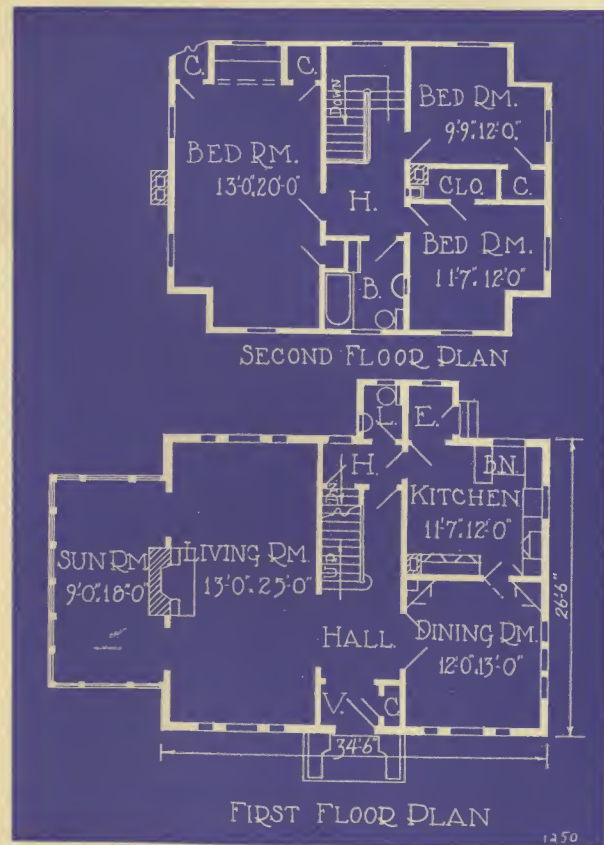 C.
C.
DOWN
BED RM.
9'·9"·12'·0"
BED RM.
13'·0"·20'·0"
CLO.
C.
H.
BED RM.
11'·7"·12'·0"
B.
SECOND FLOOR PLAN
L.
E.
H.
B.N.
KITCHEN
11'·7"·12'·0"
SUN RM
9'·0"·18'·0"
LIVING RM.
13'·0"·25'·0"
UP
HALL
DINING RM.
12'·0"·13'·0"
26'·6"
V.
C
34'·6"
FIRST FLOOR PLAN
1250